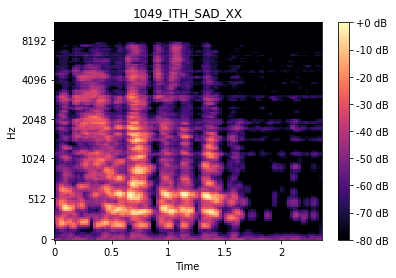 1049_ITH_SAD_XX
+0 dB
8192
-10 dB
4096
-20 dB
-30 dB
2048
Hz
-40 dB
1024
-50 dB
512
-60 dB
-70 dB
0
-80 dB
0 0.5 1 1.5 2
Time